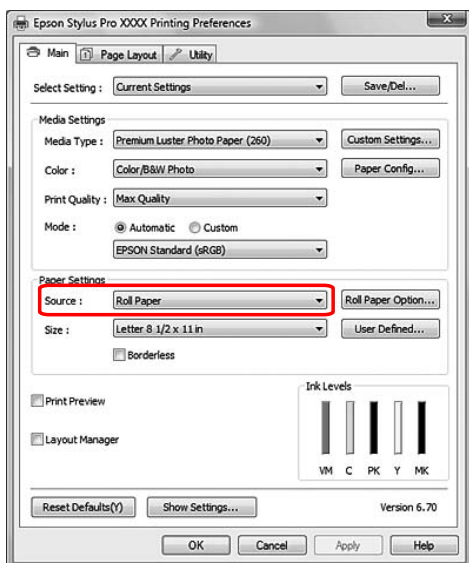 Epson Stylus Pro XXXX Printing Preferences
Main Page Layout Utility
Select Setting : Current Settings Save/Del...
Media Settings
Media Type : Premium Luster Photo Paper (260) Custom Settings...
Color : Color/B&W Photo Paper Config...
Print Quality : Max Quality
Mode : Automatic Custom
EPSON Standard (sRGB)
Paper Settings
Source : Roll Paper Roll Paper Option...
Size : Letter 8 1/2 x 11 in User Defined...
Borderless
Print Preview
Layout Manager
Ink Levels
VM C PK Y MK
Reset Defaults(Y) Show Settings... Version 6.70
OK Cancel Apply Help